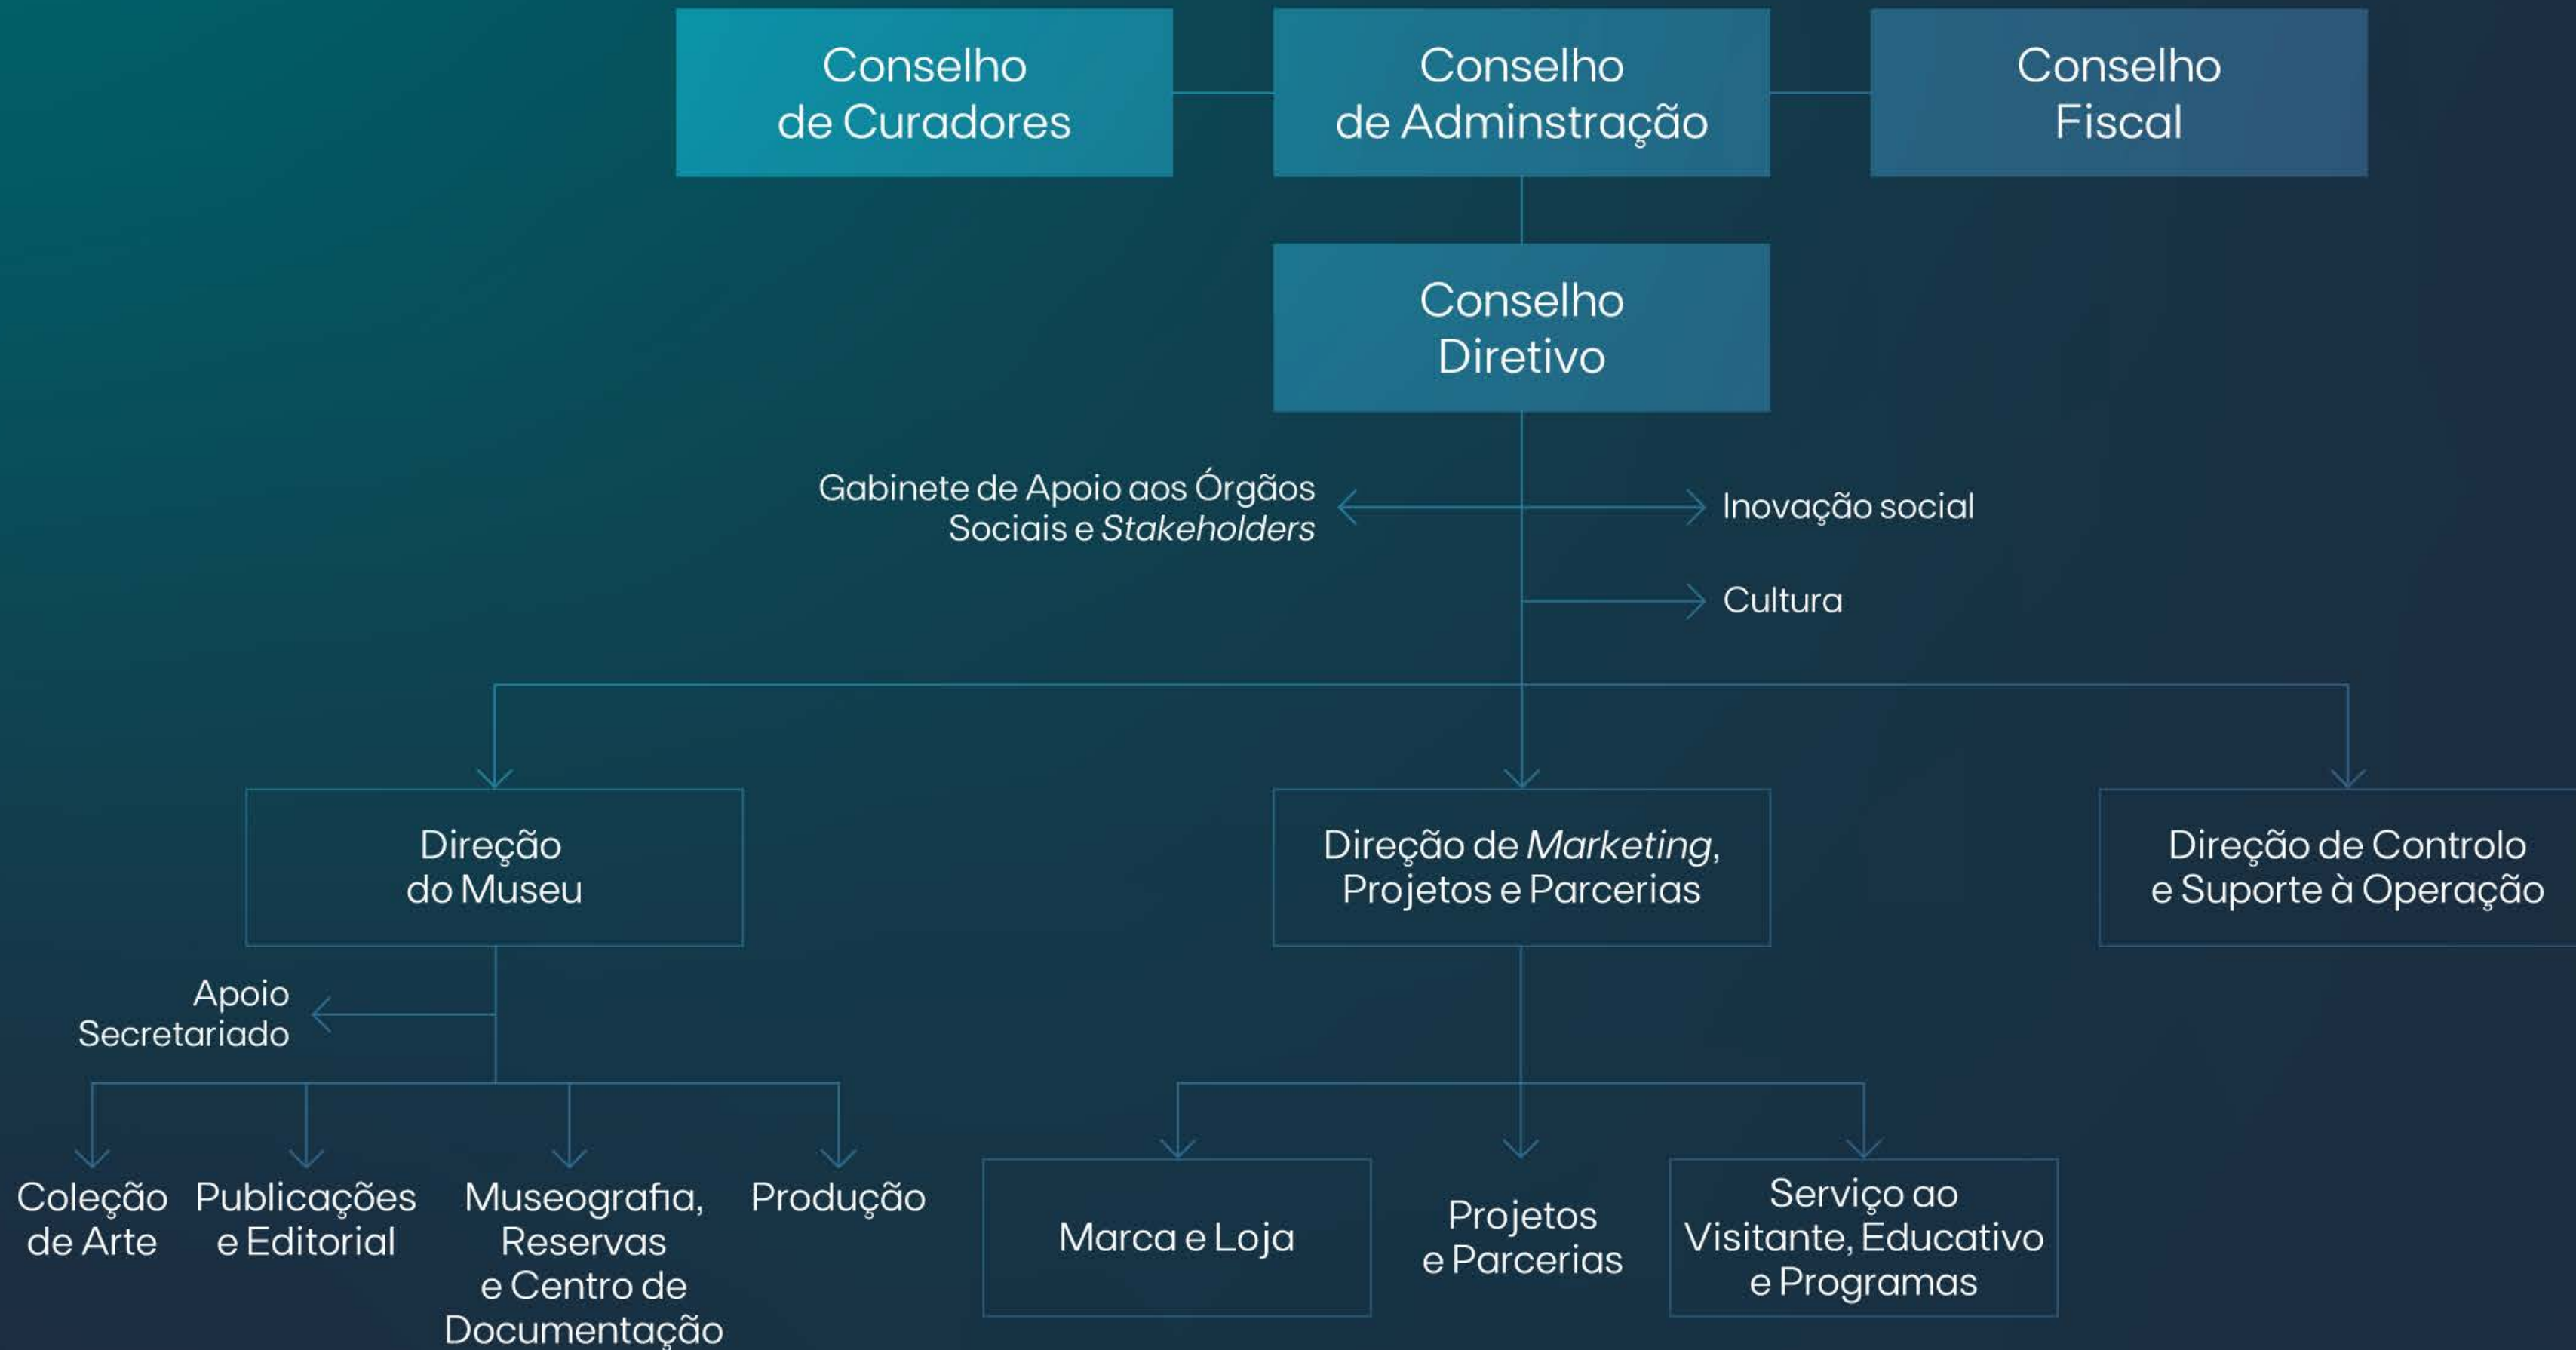 Conselho
de Curadores
Conselho
de Adminstração
Conselho
Fiscal
Conselho
Diretivo
Gabinete de Apoio aos Órgãos
Sociais e Stakeholders
Inovação social
Cultura
Direção
do Museu
Direção de Marketing,
Projetos e Parcerias
Direção de Controlo
e Suporte à Operação
Apoio
Secretariado
Coleção
de Arte
Publicações
e Editorial
Museografia,
Reservas
e Centro de
Documentação
Produção
Marca e Loja
Projetos
e Parcerias
Serviço ao
Visitante, Educativo
e Programas